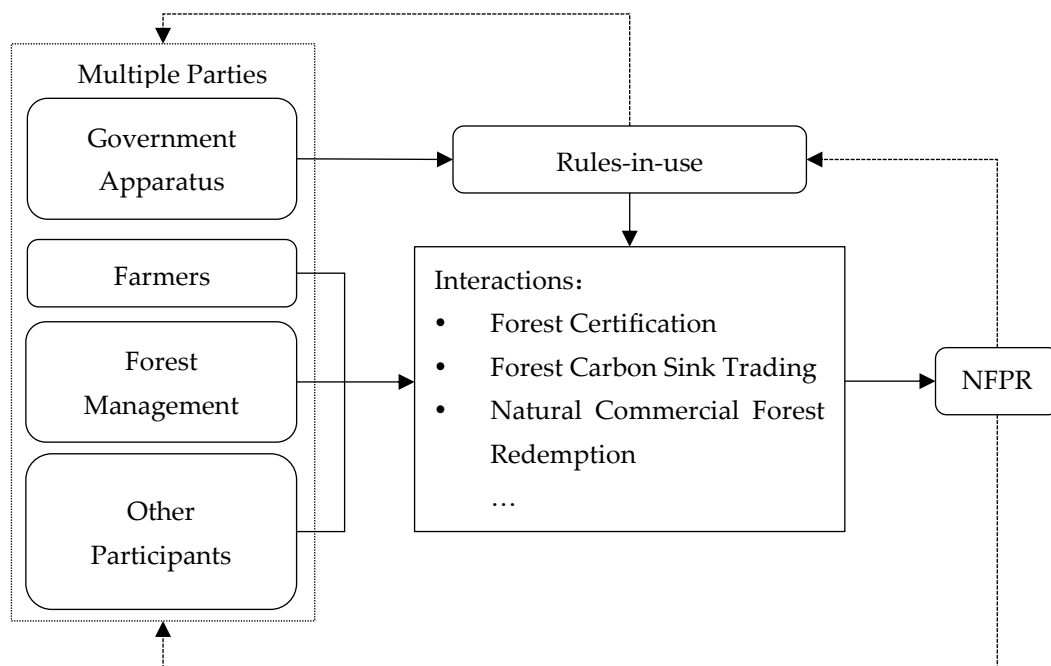 Multiple Parties
Government
Apparatus
Rules-in-use
Farmers
Forest
Management
Other
Participants
Interactions：
• Forest Certification
• Forest Carbon Sink Trading
• Natural Commercial Forest
Redemption
…
NFPR